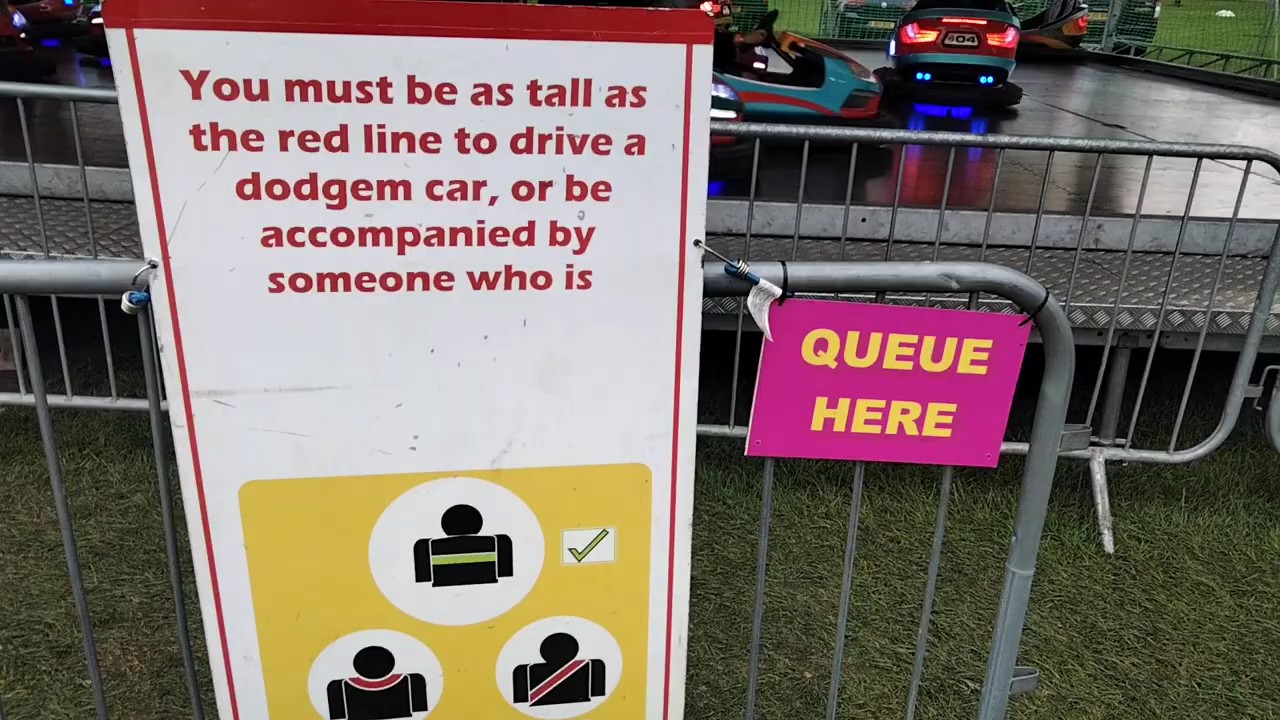 You must be as tall as
the red line to drive a
dodgem car, or be
accompanied by
someone who is
QUEUE
HERE
04